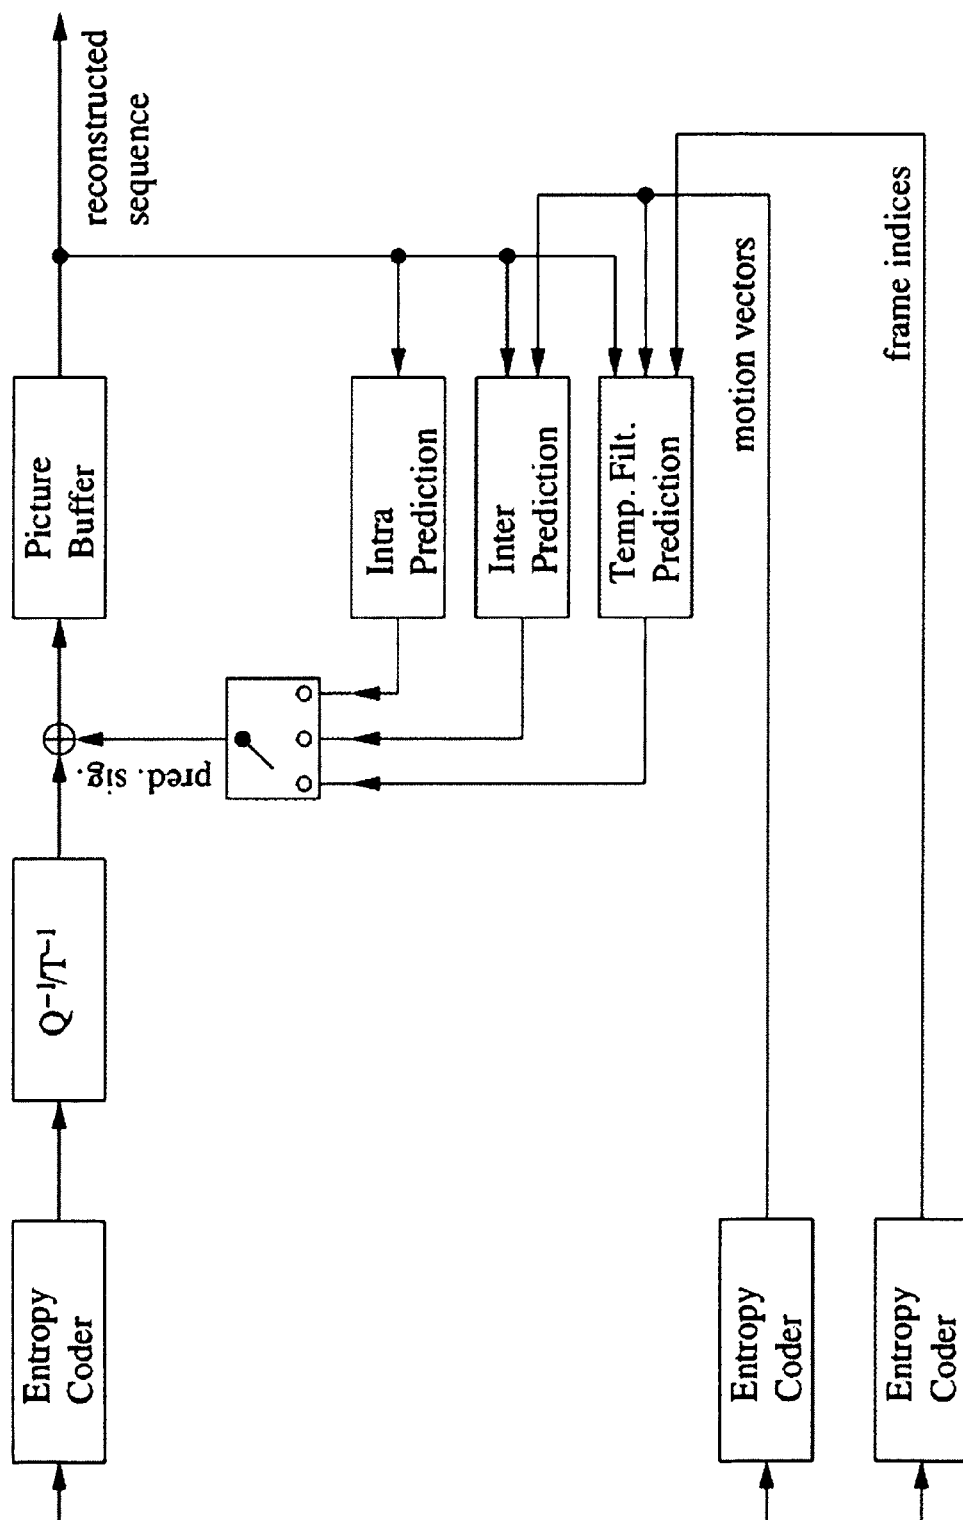 Entropy
Coder
Q⁻¹/T⁻¹
pred. sig.
Picture
Buffer
reconstructed
sequence
Intra
Prediction
Inter
Prediction
Temp. Filt.
Prediction
Entropy
Coder
motion vectors
Entropy
Coder
frame indices